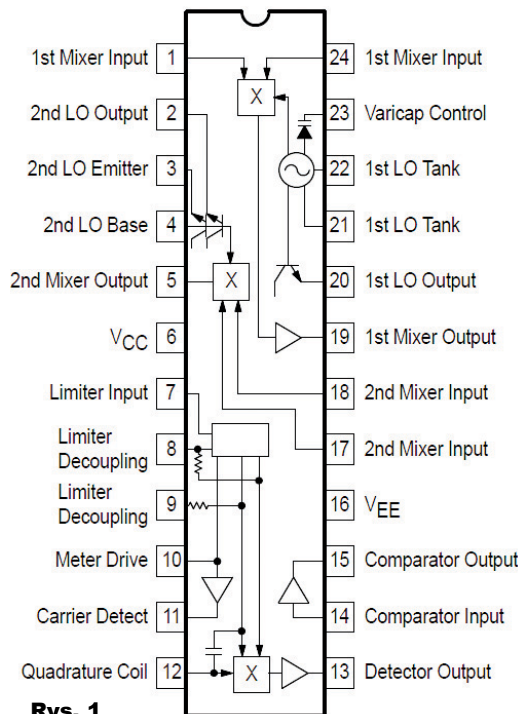 1st Mixer Input 1
2nd LO Output 2
2nd LO Emitter 3
2nd LO Base 4
2nd Mixer Output 5
VCC 6
Limiter Input 7
Limiter
Decoupling 8
Limiter
Decoupling 9
Meter Drive 10
Carrier Detect 11
Quadrature Coil 12
X
X
X
24 1st Mixer Input
23 Varicap Control
22 1st LO Tank
21 1st LO Tank
20 1st LO Output
19 1st Mixer Output
18 2nd Mixer Input
17 2nd Mixer Input
16 VEE
15 Comparator Output
14 Comparator Input
13 Detector Output
Rys. 1